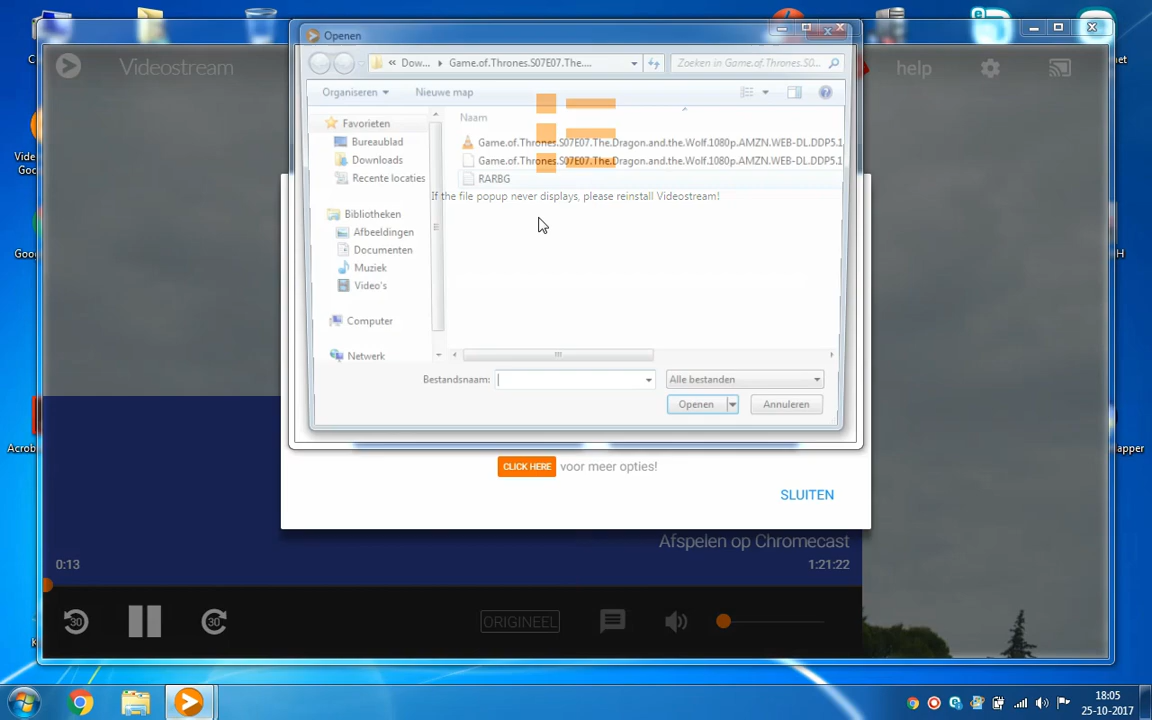 Openen
Videostream
help
Dow...
Game.of.Thrones.S07E07.The....
Zoeken in Game.of.Thrones.S0...
Organiseren
Nieuwe map
Naam
Favorieten
Bureaublad
Downloads
Recente locaties
Bibliotheken
Afbeeldingen
Documenten
Muziek
Video's
Computer
Netwerk
Game.of.Thrones.S07E07.The.Dragon.and.the.Wolf.1080p.AMZN.WEB-DL.DDP5.1
Game.of.Thrones.S07E07.The.Dragon.and.the.Wolf.1080p.AMZN.WEB-DL.DDP5.1
RARBG
If the file popup never displays, please reinstall Videostream!
Bestandsnaam:
Alle bestanden
Openen
Annuleren
CLICK HERE voor meer opties!
SLUITEN
Afspelen op Chromecast
0:13
1:21:22
30
30
ORIGINEEL
18:05
25-10-2017